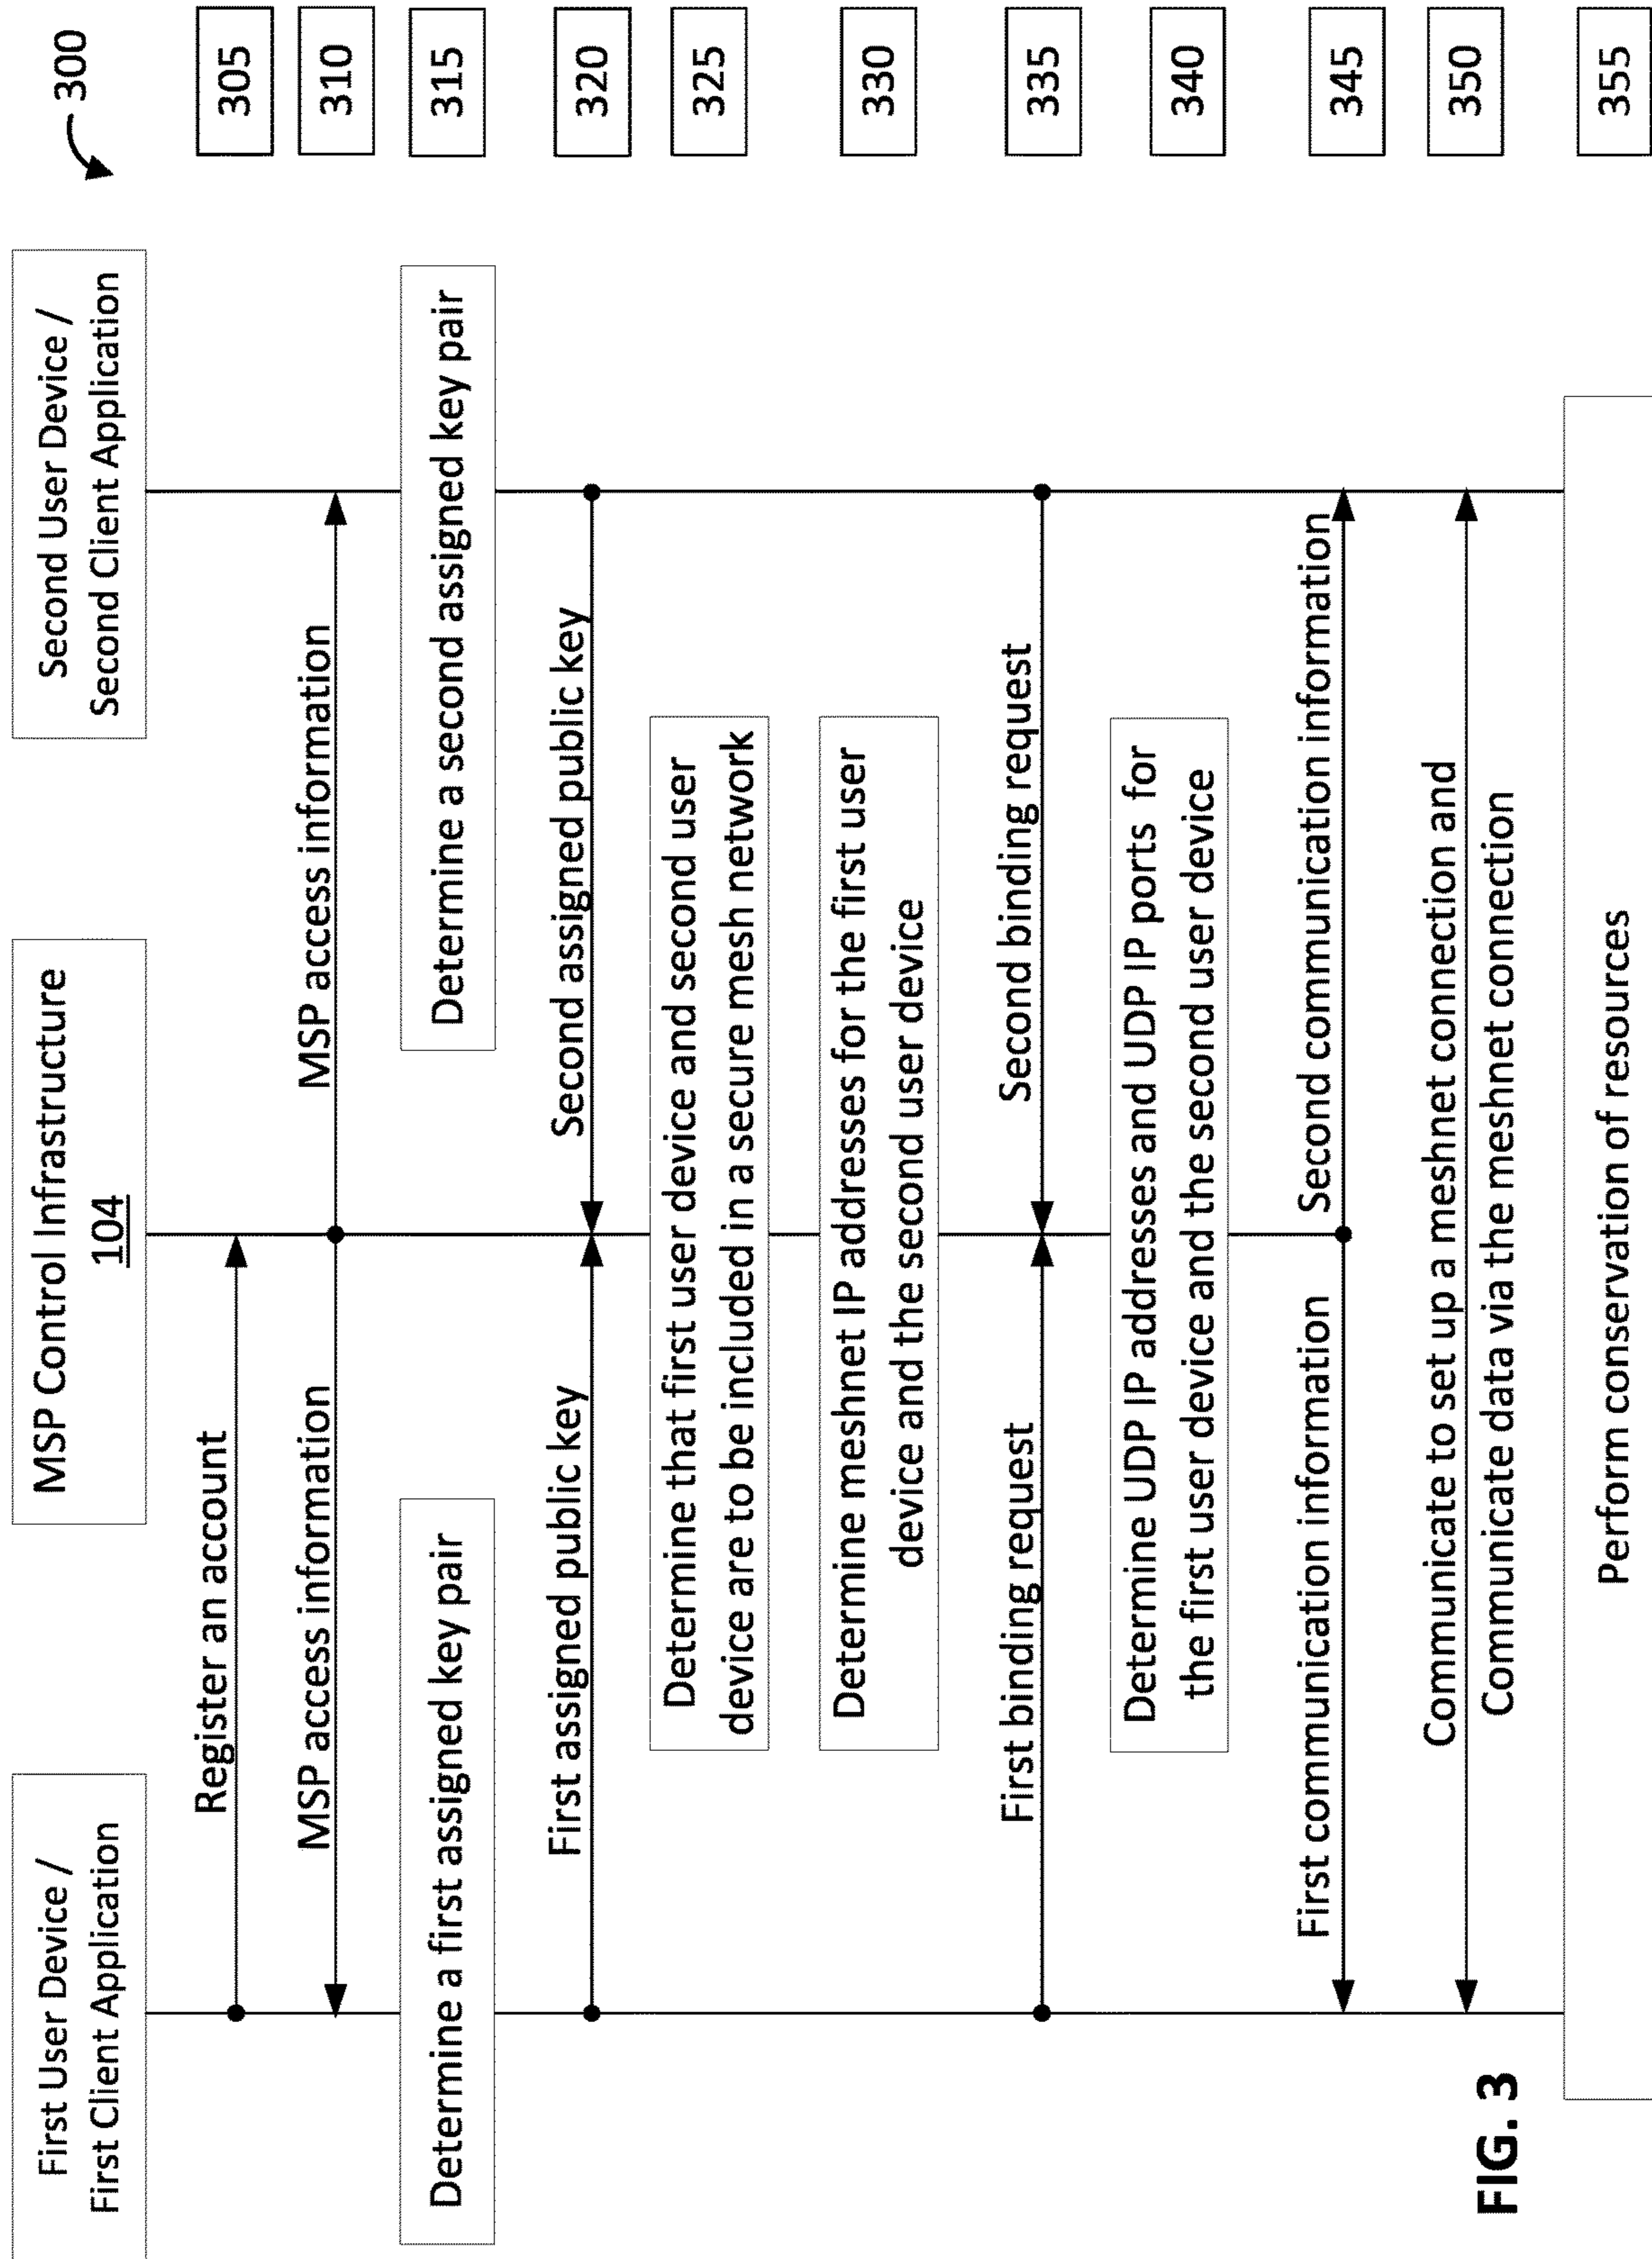 300
First User Device /
First Client Application
MSP Control Infrastructure
104
Second User Device /
Second Client Application
Register an account
305
MSP access information
MSP access information
310
Determine a first assigned key pair
Determine a second assigned key pair
315
First assigned public key
Second assigned public key
320
Determine that first user device and second user
device are to be included in a secure mesh network
325
Determine meshnet IP addresses for the first user
device and the second user device
330
First binding request
Second binding request
335
Determine UDP IP addresses and UDP IP ports for
the first user device and the second user device
340
First communication information
Second communication information
345
Communicate to set up a meshnet connection and
Communicate data via the meshnet connection
350
Perform conservation of resources
355
FIG. 3